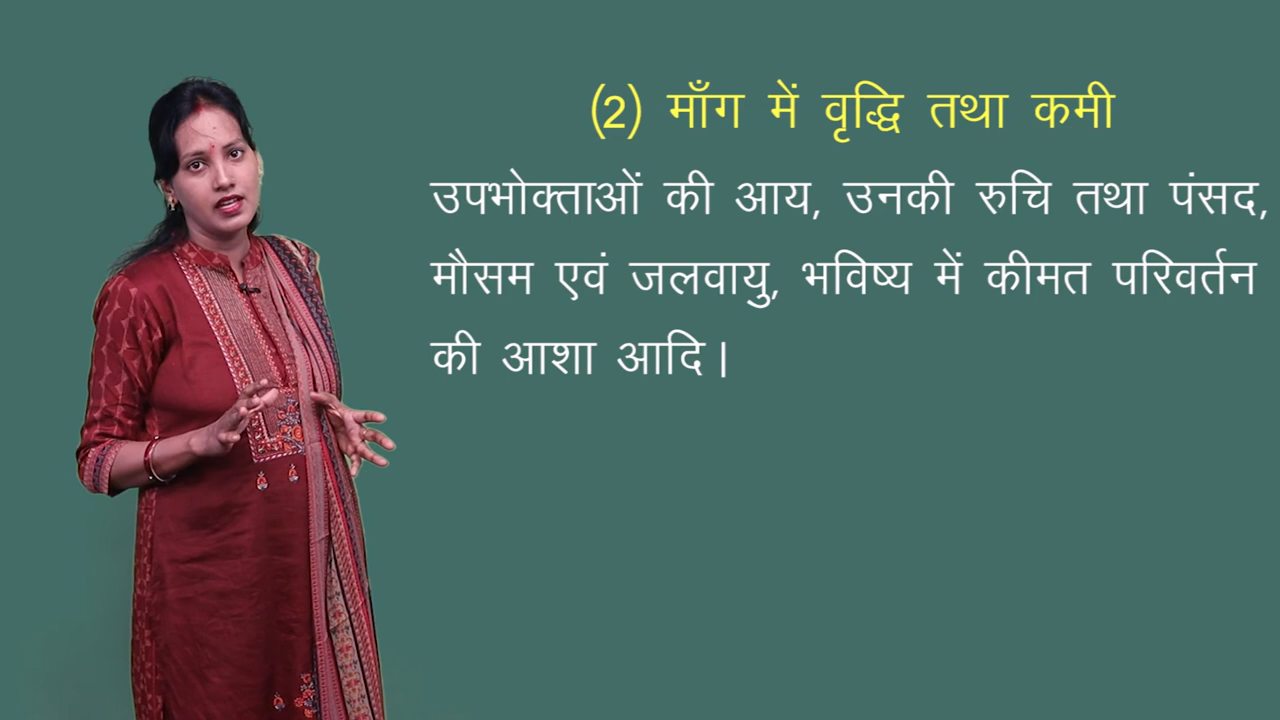 (2) माँग में वृद्धि तथा कमी
उपभोक्ताओं की आय, उनकी रुचि तथा पंसद,
मौसम एवं जलवायु, भविष्य में कीमत परिवर्तन
की आशा आदि।